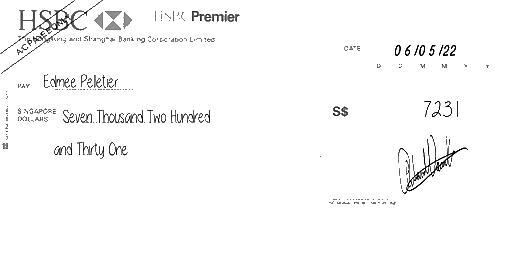 HSBC HSBC Premier
The Hongkong and Shanghai Banking Corporation Limited
A/C PAYEE ONLY
DATE 06/05/22
D D M M Y Y
PAY Edmee Pelletier
SINGAPORE DOLLARS Seven Thousand Two Hundred
and Thirty One
S$ 7231